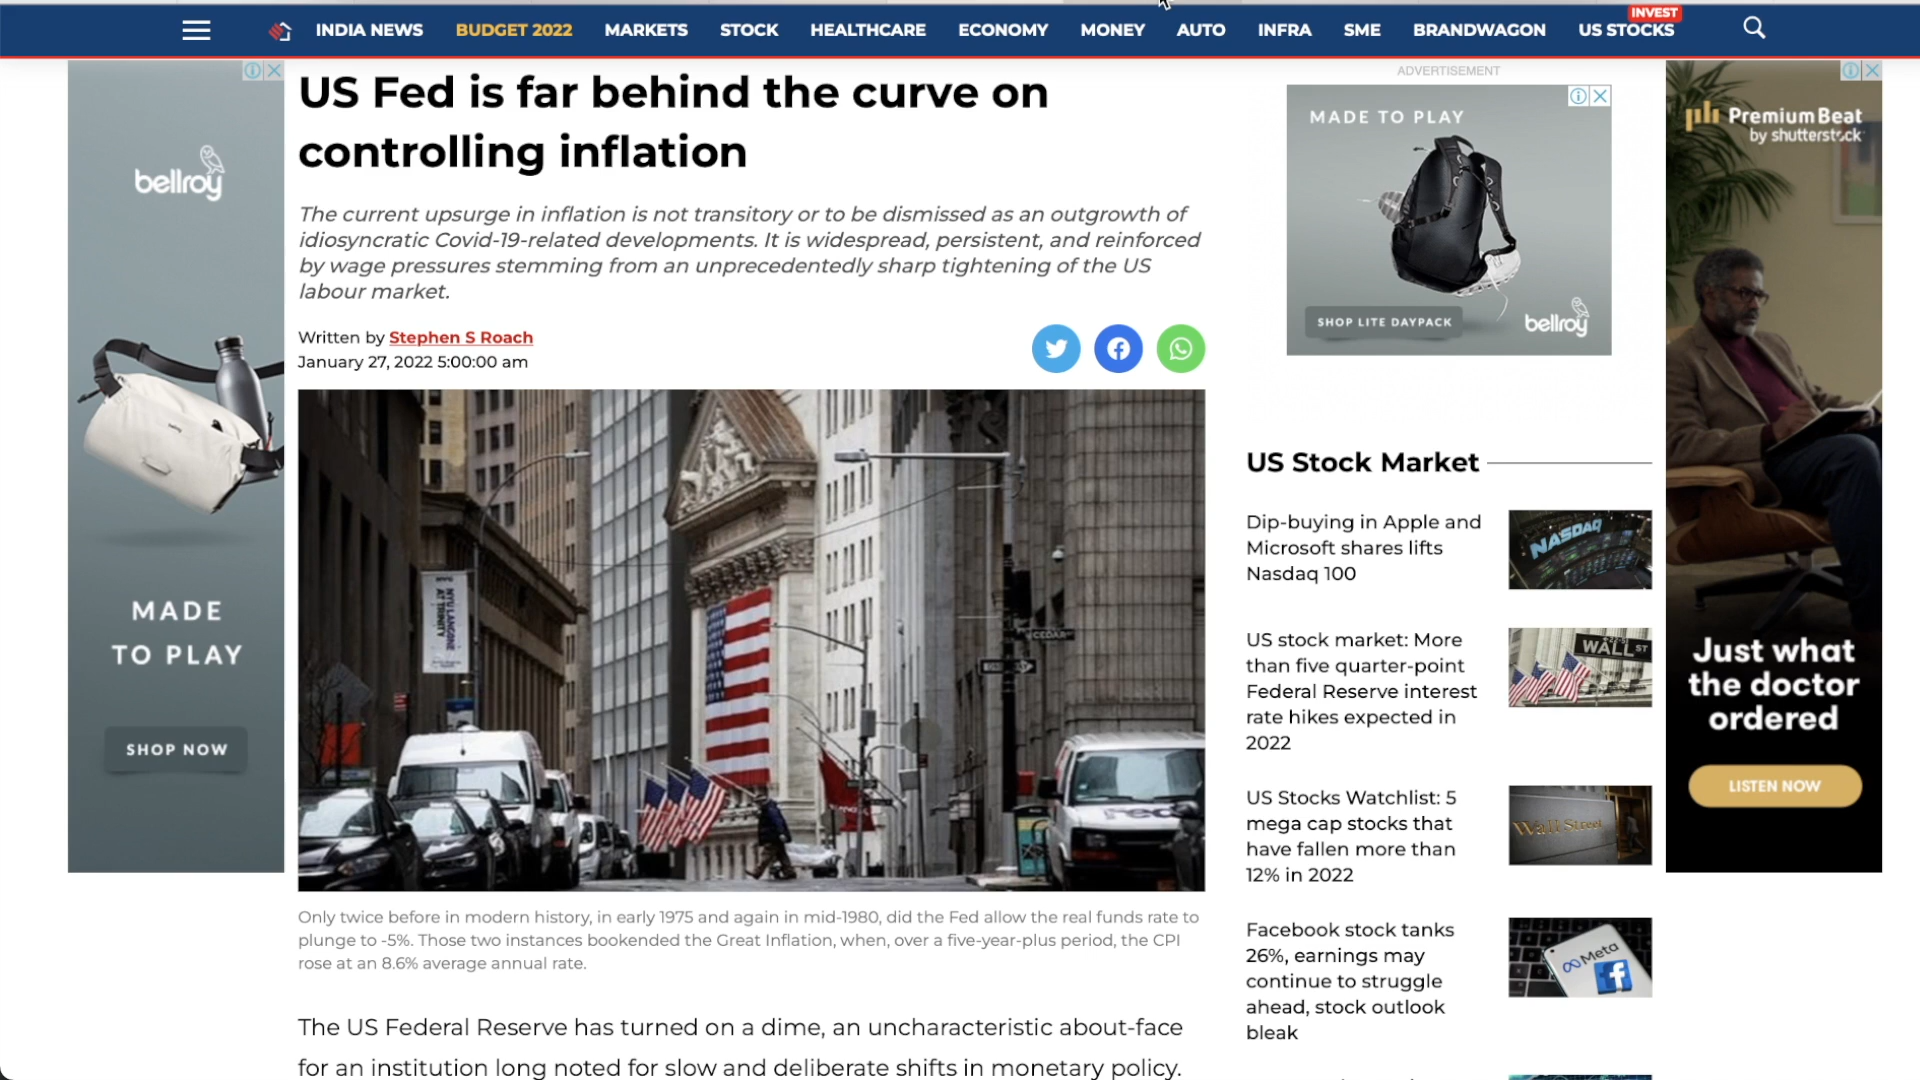 INDIA NEWS BUDGET 2022 MARKETS STOCK HEALTHCARE ECONOMY MONEY AUTO INFRA SME BRANDWAGON US STOCKS
INVEST
bellroy
MADE
TO PLAY
SHOP NOW
US Fed is far behind the curve on
controlling inflation
The current upsurge in inflation is not transitory or to be dismissed as an outgrowth of
idiosyncratic Covid-19-related developments. It is widespread, persistent, and reinforced
by wage pressures stemming from an unprecedentedly sharp tightening of the US
labour market.
Written by Stephen S Roach
January 27, 2022 5:00:00 am
NYU LANGONE
AT TRINITY
CEDAR
FedEx
Only twice before in modern history, in early 1975 and again in mid-1980, did the Fed allow the real funds rate to
plunge to -5%. Those two instances bookended the Great Inflation, when, over a five-year-plus period, the CPI
rose at an 8.6% average annual rate.
The US Federal Reserve has turned on a dime, an uncharacteristic about-face
for an institution long noted for slow and deliberate shifts in monetary policy.
ADVERTISEMENT
MADE TO PLAY
SHOP LITE DAYPACK
bellroy
US Stock Market
Dip-buying in Apple and
Microsoft shares lifts
Nasdaq 100
NASDAQ
US stock market: More
than five quarter-point
Federal Reserve interest
rate hikes expected in
2022
WALL ST
US Stocks Watchlist: 5
mega cap stocks that
have fallen more than
12% in 2022
Wall Street
Facebook stock tanks
26%, earnings may
continue to struggle
ahead, stock outlook
bleak
Meta
PremiumBeat
by shutterstock
Just what
the doctor
ordered
LISTEN NOW